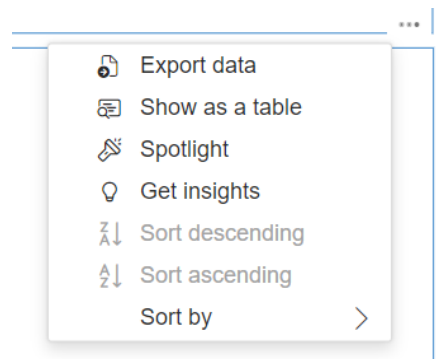 Export data
Show as a table
Spotlight
Get insights
Sort descending
Sort ascending
Sort by